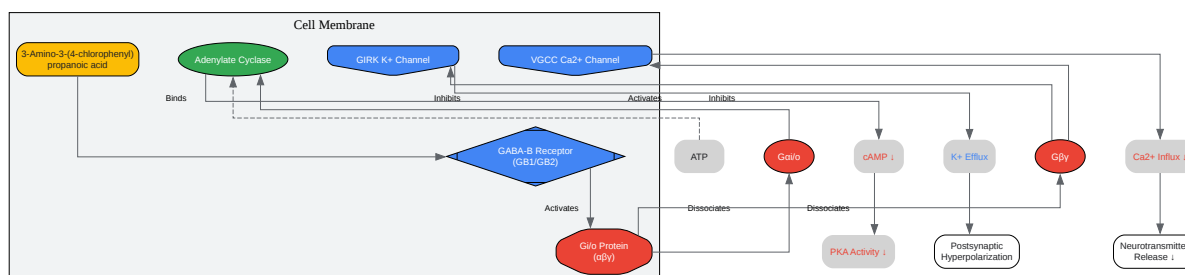 Cell Membrane
3-Amino-3-(4-chlorophenyl)
propanoic acid
Adenylate Cyclase
GIRK K+ Channel
VGCC Ca2+ Channel
Binds
Inhibits
Activates
Inhibits
GABA-B Receptor
(GB1/GB2)
ATP
Gαi/o
cAMP ↓
K+ Efflux
Gβγ
Ca2+ Influx ↓
Activates
Dissociates
Dissociates
Gi/o Protein
(αβγ)
PKA Activity ↓
Postsynaptic
Hyperpolarization
Neurotransmitte
Release ↓